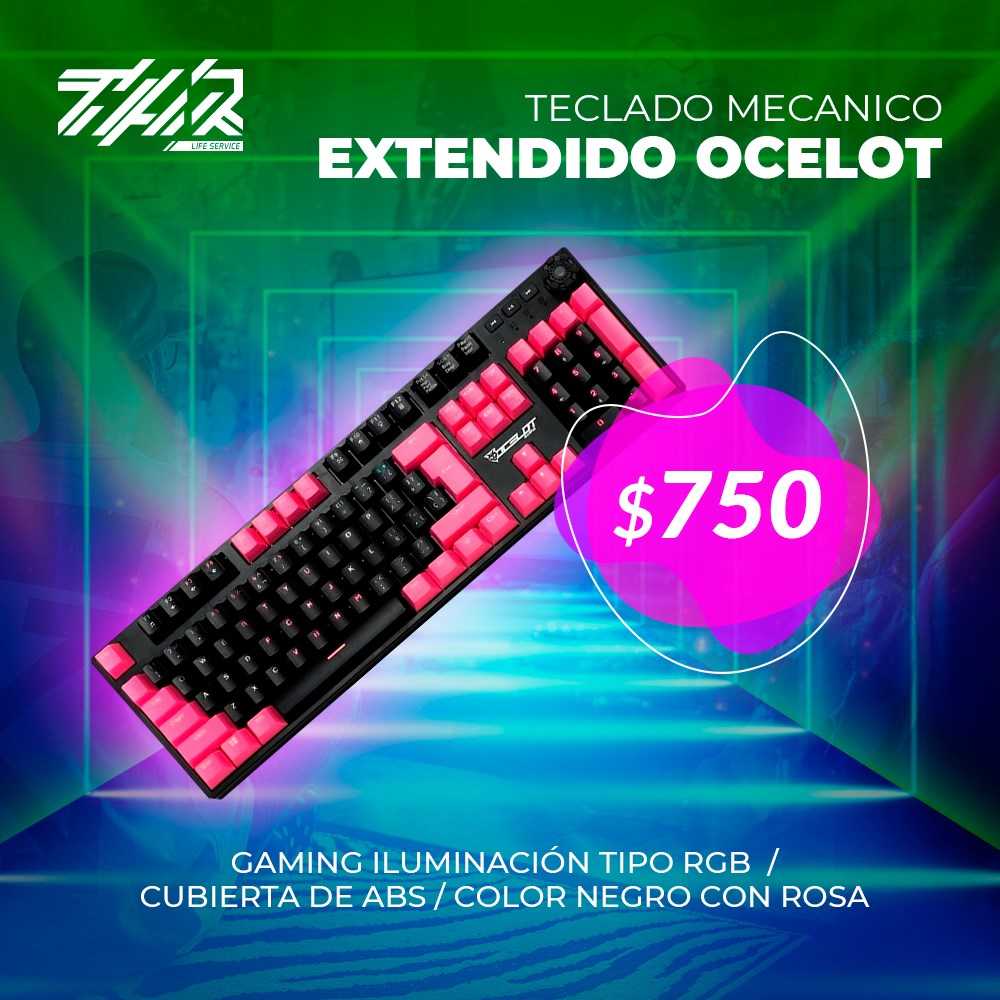 THR
LIFE SERVICE
TECLADO MECANICO
EXTENDIDO OCELOT
OCELOT
$750
GAMING ILUMINACIÓN TIPO RGB /
CUBIERTA DE ABS / COLOR NEGRO CON ROSA